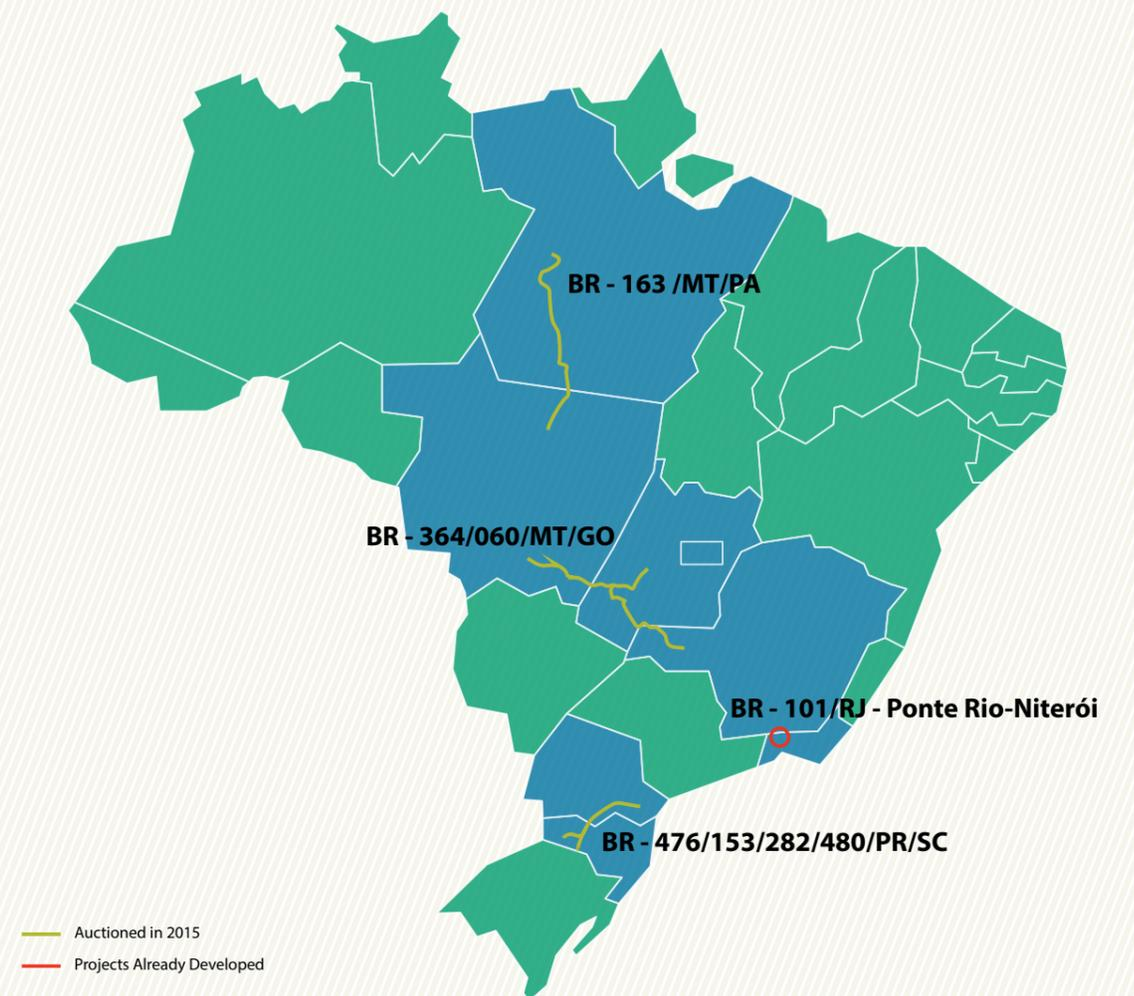 BR - 163 /MT/PA
BR - 364/060/MT/GO
BR - 101/RJ - Ponte Rio-Niterói
BR - 476/153/282/480/PR/SC
Auctioned in 2015
Projects Already Developed